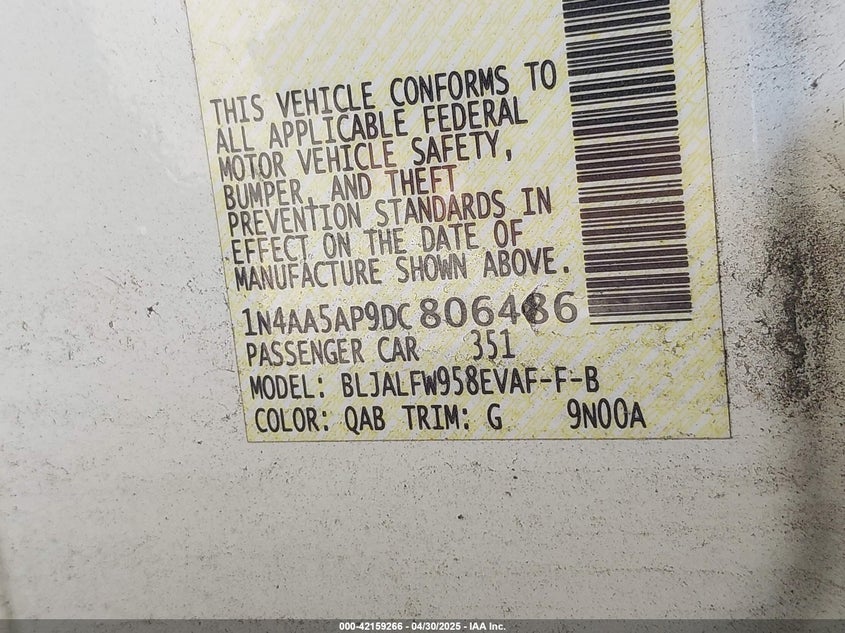 THIS VEHICLE CONFORMS TO
ALL APPLICABLE FEDERAL
MOTOR VEHICLE SAFETY,
BUMPER, AND THEFT
PREVENTION STANDARDS IN
EFFECT ON THE DATE OF
MANUFACTURE SHOWN ABOVE.
1N4AA5AP9DC806486
PASSENGER CAR 351
MODEL: BLJALFW958EVAF-F-B
COLOR: QAB TRIM: G 9N00A
000-42159266 - 04/30/2025 - IAA Inc.